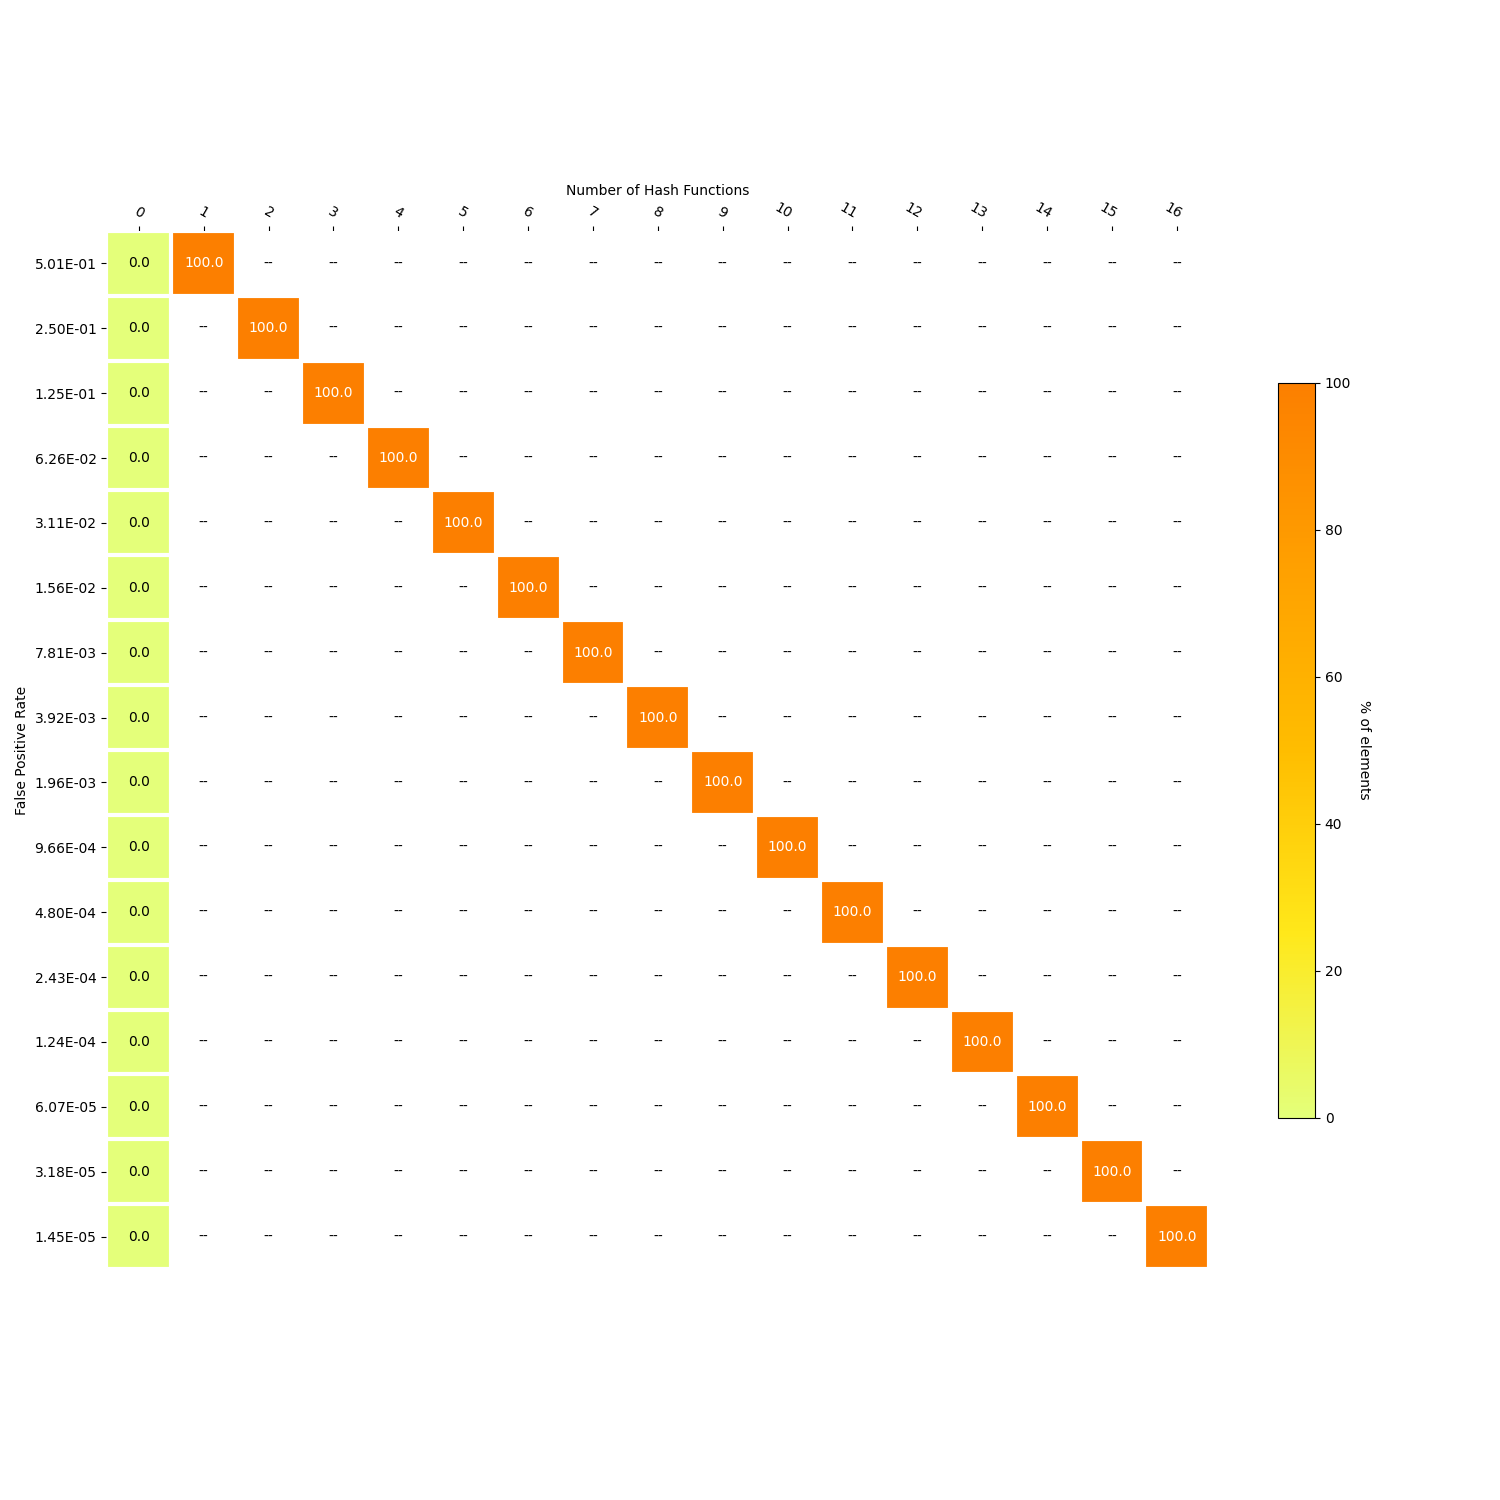 Number of Hash Functions
0 1 2 3 4 5 6 7 8 9 10 11 12 13 14 15 16
5.01E-01 0.0 100.0 -- -- -- -- -- -- -- -- -- -- -- -- -- -- --
2.50E-01 0.0 -- 100.0 -- -- -- -- -- -- -- -- -- -- -- -- -- --
1.25E-01 0.0 -- -- 100.0 -- -- -- -- -- -- -- -- -- -- -- -- --
6.26E-02 0.0 -- -- -- 100.0 -- -- -- -- -- -- -- -- -- -- -- --
3.11E-02 0.0 -- -- -- -- 100.0 -- -- -- -- -- -- -- -- -- -- --
1.56E-02 0.0 -- -- -- -- -- 100.0 -- -- -- -- -- -- -- -- -- --
7.81E-03 0.0 -- -- -- -- -- -- 100.0 -- -- -- -- -- -- -- -- --
3.92E-03 0.0 -- -- -- -- -- -- -- 100.0 -- -- -- -- -- -- -- --
1.96E-03 0.0 -- -- -- -- -- -- -- -- 100.0 -- -- -- -- -- -- --
9.66E-04 0.0 -- -- -- -- -- -- -- -- -- 100.0 -- -- -- -- -- --
4.80E-04 0.0 -- -- -- -- -- -- -- -- -- -- 100.0 -- -- -- -- --
2.43E-04 0.0 -- -- -- -- -- -- -- -- -- -- -- 100.0 -- -- -- --
1.24E-04 0.0 -- -- -- -- -- -- -- -- -- -- -- -- 100.0 -- -- --
6.07E-05 0.0 -- -- -- -- -- -- -- -- -- -- -- -- -- 100.0 -- --
3.18E-05 0.0 -- -- -- -- -- -- -- -- -- -- -- -- -- -- 100.0 --
1.45E-05 0.0 -- -- -- -- -- -- -- -- -- -- -- -- -- -- -- 100.0
False Positive Rate
100
80
60
40
20
0
% of elements